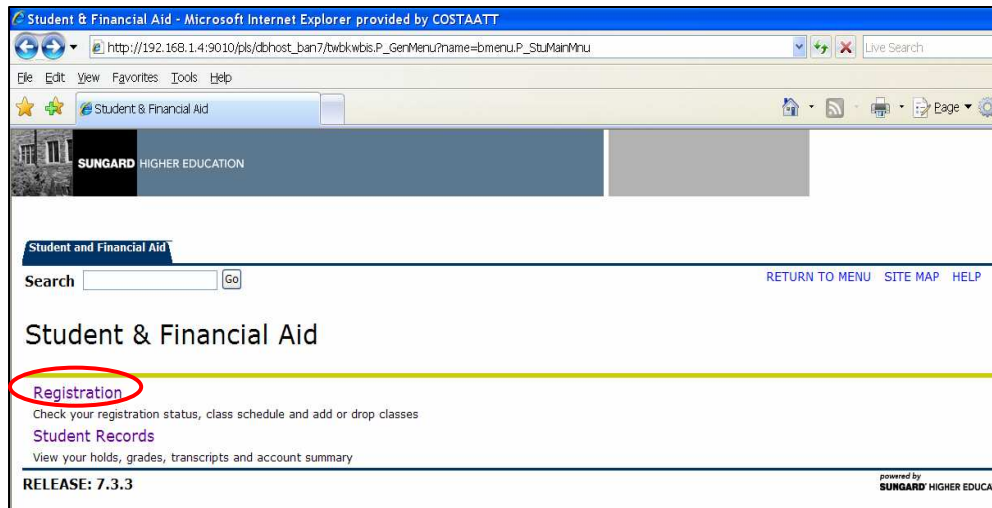 Student & Financial Aid - Microsoft Internet Explorer provided by COSTAATT
http://192.168.1.4:9010/pls/dbhost_ban7/twbkwbis.P_GenMenu?name=bmenu.P_StuMainMnu
Live Search
File Edit View Favorites Tools Help
Student & Financial Aid
Page
SUNGARD HIGHER EDUCATION
Student and Financial Aid
Search Go
RETURN TO MENU SITE MAP HELP
Student & Financial Aid
Registration
Check your registration status, class schedule and add or drop classes
Student Records
View your holds, grades, transcripts and account summary
RELEASE: 7.3.3
powered by
SUNGARD' HIGHER EDUCA